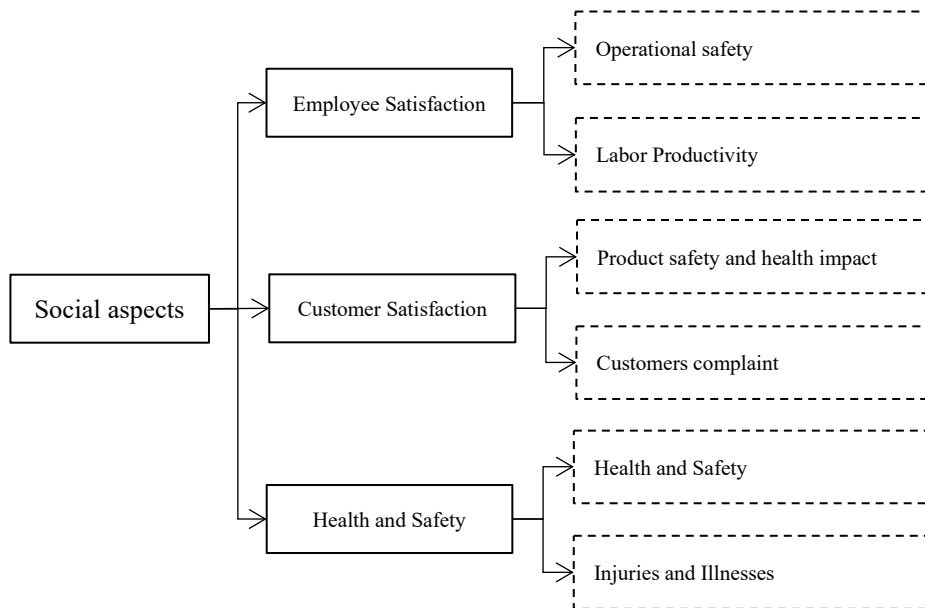 Social aspects
Employee Satisfaction
Operational safety
Labor Productivity
Customer Satisfaction
Product safety and health impact
Customers complaint
Health and Safety
Health and Safety
Injuries and Illnesses